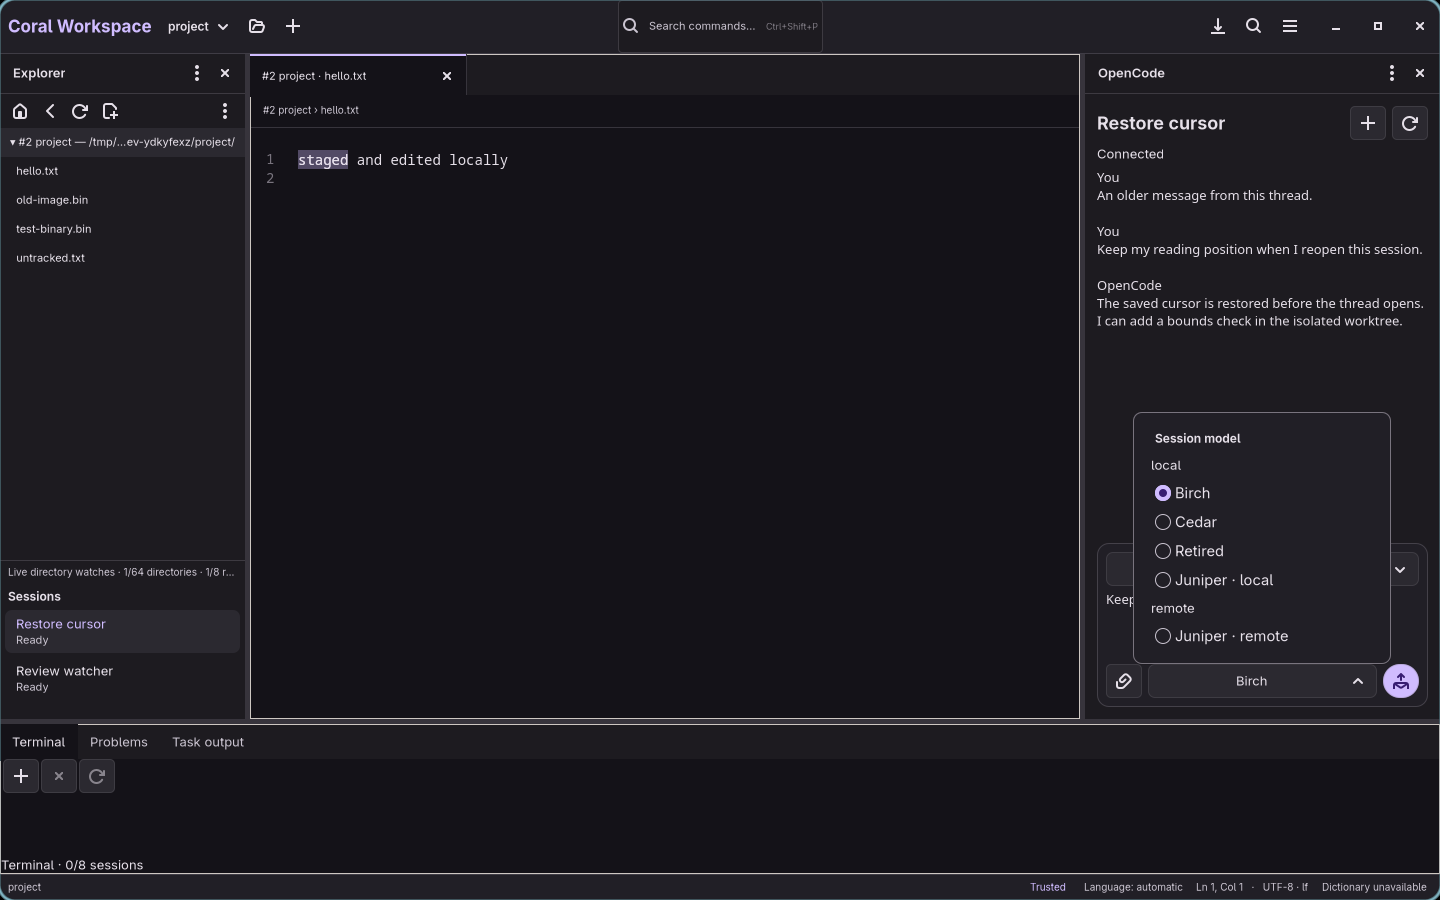 Coral Workspace
project
Search commands... Ctrl+Shift+P
Explorer
#2 project — /tmp/...ev-ydkyfexz/project/
hello.txt
old-image.bin
test-binary.bin
untracked.txt
Live directory watches · 1/64 directories · 1/8 r...
Sessions
Restore cursor
Ready
Review watcher
Ready
#2 project · hello.txt
#2 project › hello.txt
1 staged and edited locally
2
OpenCode
Restore cursor
Connected
You
An older message from this thread.
You
Keep my reading position when I reopen this session.
OpenCode
The saved cursor is restored before the thread opens.
I can add a bounds check in the isolated worktree.
Session model
local
Birch
Cedar
Retired
Juniper · local
remote
Juniper · remote
Keep
Birch
Terminal
Problems
Task output
Terminal · 0/8 sessions
project
Trusted
Language: automatic
Ln 1, Col 1 · UTF-8 · lf
Dictionary unavailable